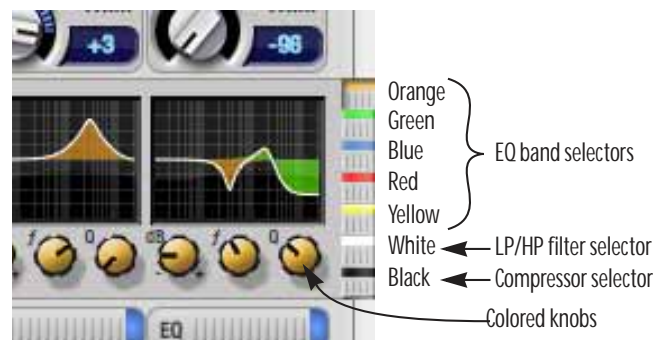 +3
-96
Orange
Green
Blue
Red
Yellow
EQ band selectors
f
Q
dB
f
Q
- +
White
LP/HP filter selector
Black
Compressor selector
Colored knobs
EQ